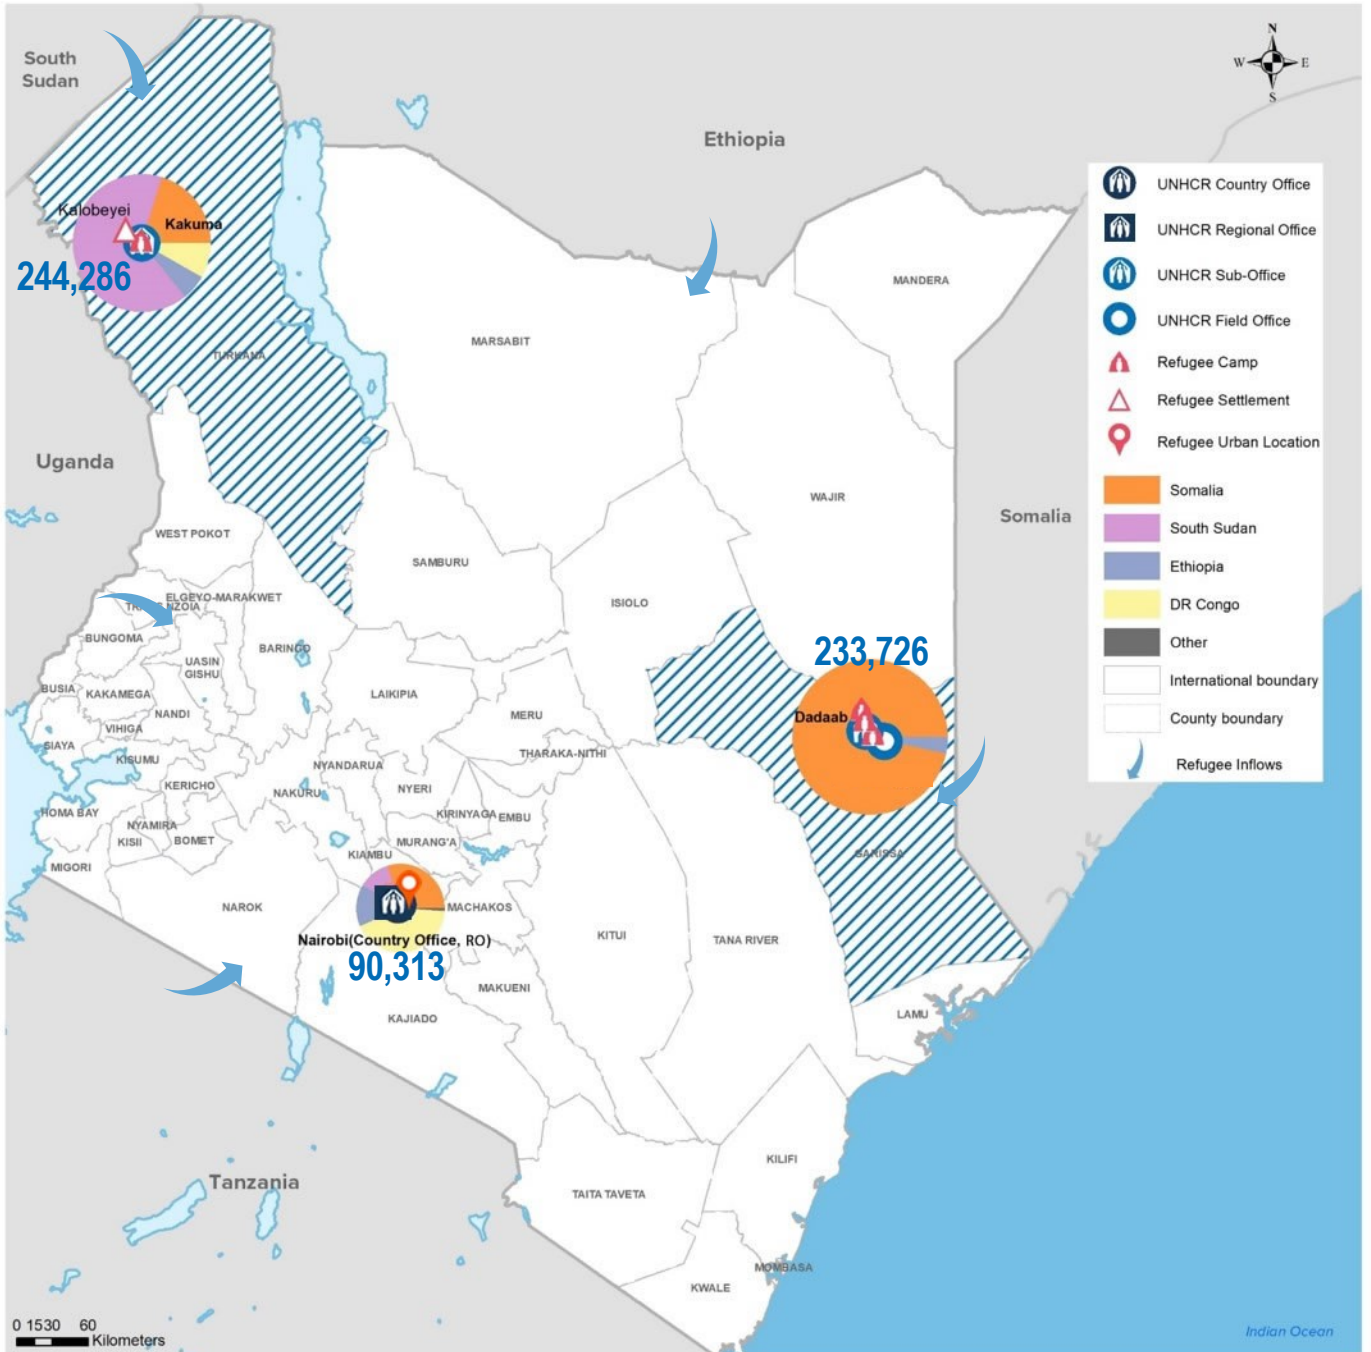 South
Sudan
N
W E
S
Ethiopia
UNHCR Country Office
UNHCR Regional Office
UNHCR Sub-Office
UNHCR Field Office
Refugee Camp
Refugee Settlement
Refugee Urban Location
Somalia
South Sudan
Ethiopia
DR Congo
Other
International boundary
County boundary
Refugee Inflows
Kalobeyei
Kakuma
244,286
TURKANA
MARSABIT
MANDERA
Uganda
WAJIR
Somalia
WEST POKOT
SAMBURU
ISIOLO
ELGEYO-MARAKWET
NZOIA
BUNGOMA
BARINGO
UASIN
GISHU
233,726
BUSIA
KAKAMEGA
LAIKIPIA
NANDI
MERU
Dadaab
VIHIGA
SIAYA
KISUMU
NYANDARUA
THARAKA-NITHI
KERICHO
NAKURU
NYERI
HOMA BAY
NYAMIRA
KIRINYAGA
EMBU
KISII
BOMET
MURANG'A
KIAMBU
GARISSA
MIGORI
NAROK
MACHAKOS
KITUI
TANA RIVER
Nairobi(Country Office, RO)
90,313
MAKUENI
KAJIADO
LAMU
KILIFI
Tanzania
TAITA TAVETA
MOMBASA
KWALE
0 1530 60
Kilometers
Indian Ocean